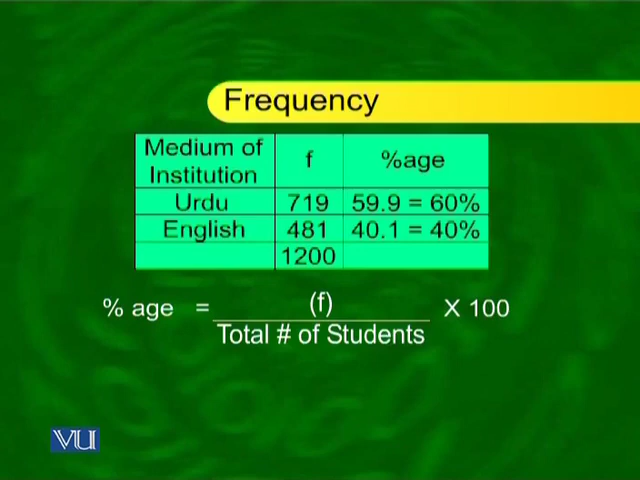 Frequency
Medium of Institution f %age
Urdu 719 59.9 = 60%
English 481 40.1 = 40%
1200
% age = (f) X 100
Total # of Students
VU